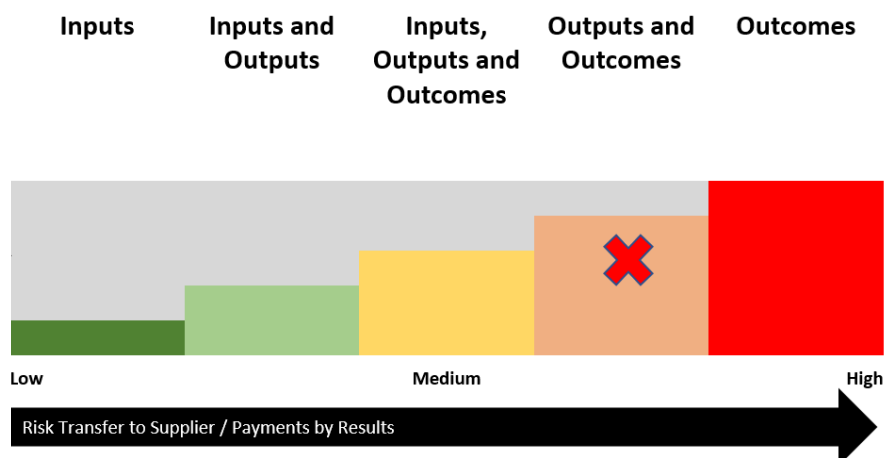 Inputs
Inputs and
Outputs
Inputs,
Outputs and
Outcomes
Outputs and
Outcomes
Outcomes
Low
Medium
High
Risk Transfer to Supplier / Payments by Results